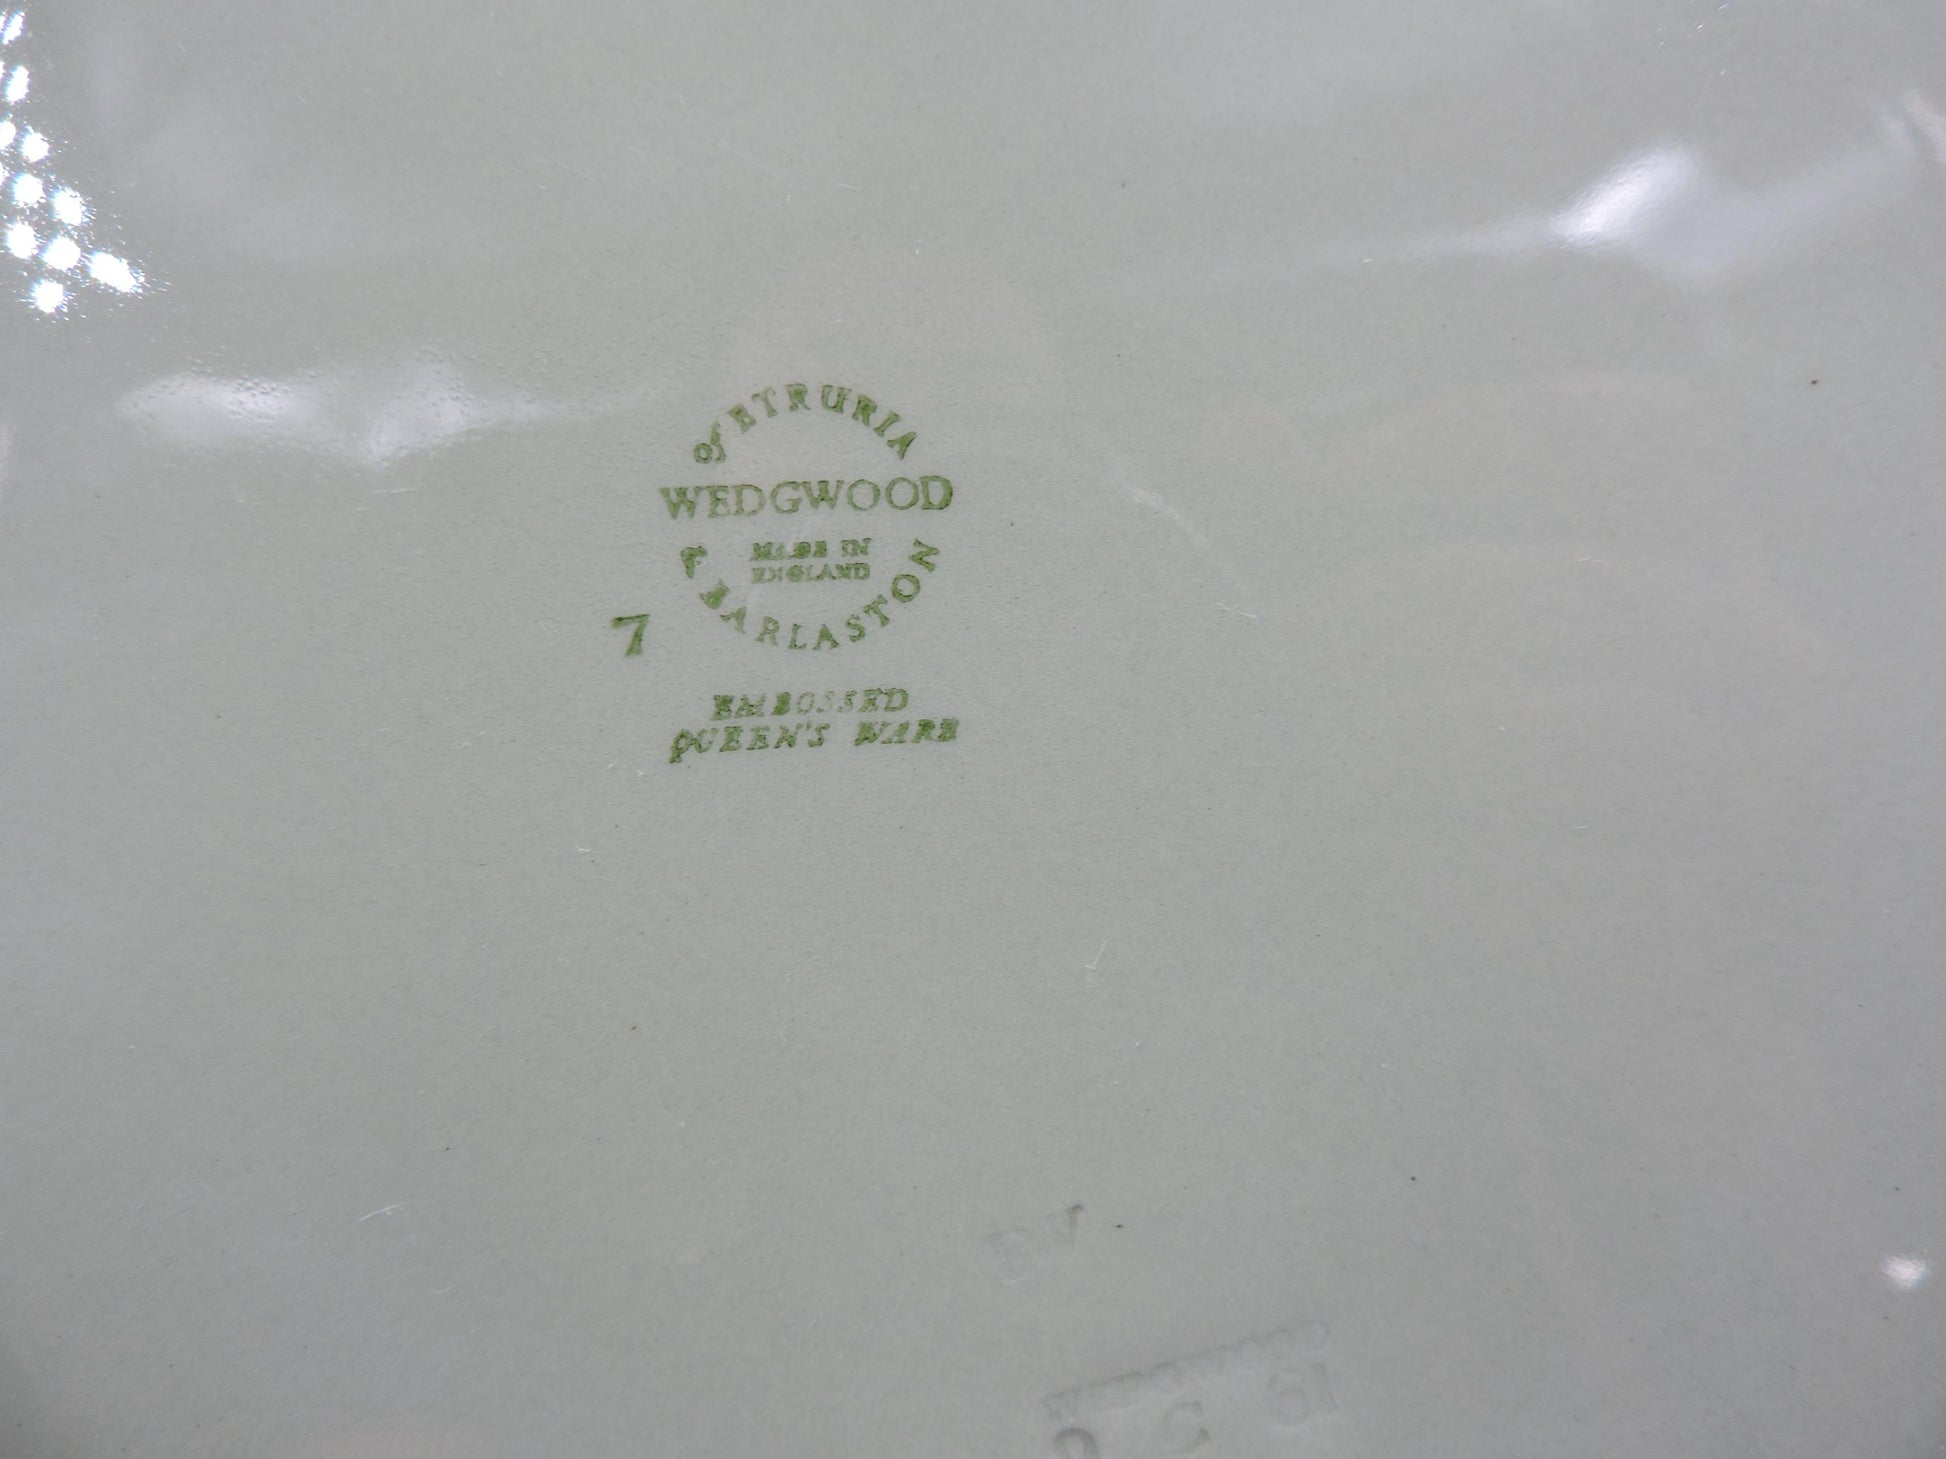 of ETRURIA
WEDGWOOD
MADE IN
ENGLAND
& BARLASTON
7
EMBOSSED
QUEEN'S WARE